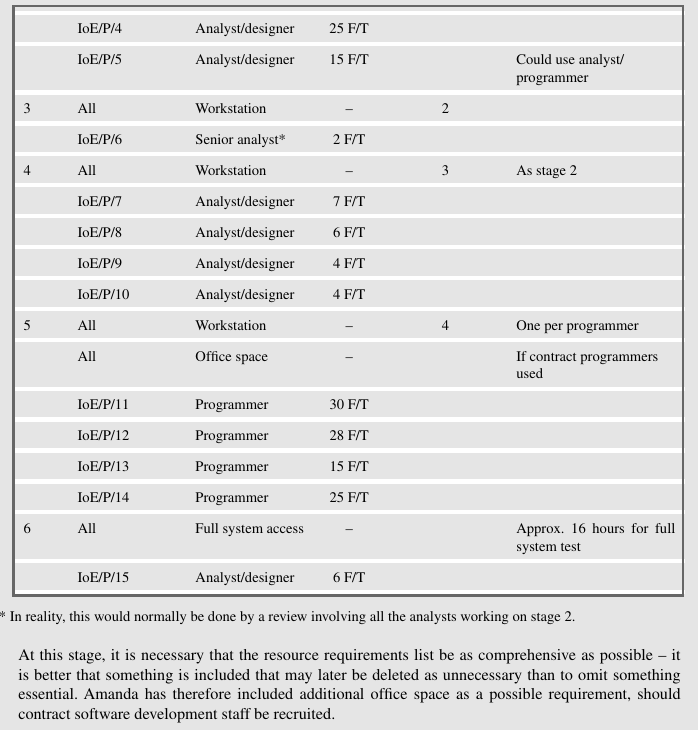 IoE/P/4 Analyst/designer 25 F/T
IoE/P/5 Analyst/designer 15 F/T Could use analyst/
programmer
3 All Workstation – 2
IoE/P/6 Senior analyst* 2 F/T
4 All Workstation – 3 As stage 2
IoE/P/7 Analyst/designer 7 F/T
IoE/P/8 Analyst/designer 6 F/T
IoE/P/9 Analyst/designer 4 F/T
IoE/P/10 Analyst/designer 4 F/T
5 All Workstation – 4 One per programmer
All Office space – If contract programmers
used
IoE/P/11 Programmer 30 F/T
IoE/P/12 Programmer 28 F/T
IoE/P/13 Programmer 15 F/T
IoE/P/14 Programmer 25 F/T
6 All Full system access – Approx. 16 hours for full
system test
IoE/P/15 Analyst/designer 6 F/T
* In reality, this would normally be done by a review involving all the analysts working on stage 2.
At this stage, it is necessary that the resource requirements list be as comprehensive as possible – it
is better that something is included that may later be deleted as unnecessary than to omit something
essential. Amanda has therefore included additional office space as a possible requirement, should
contract software development staff be recruited.